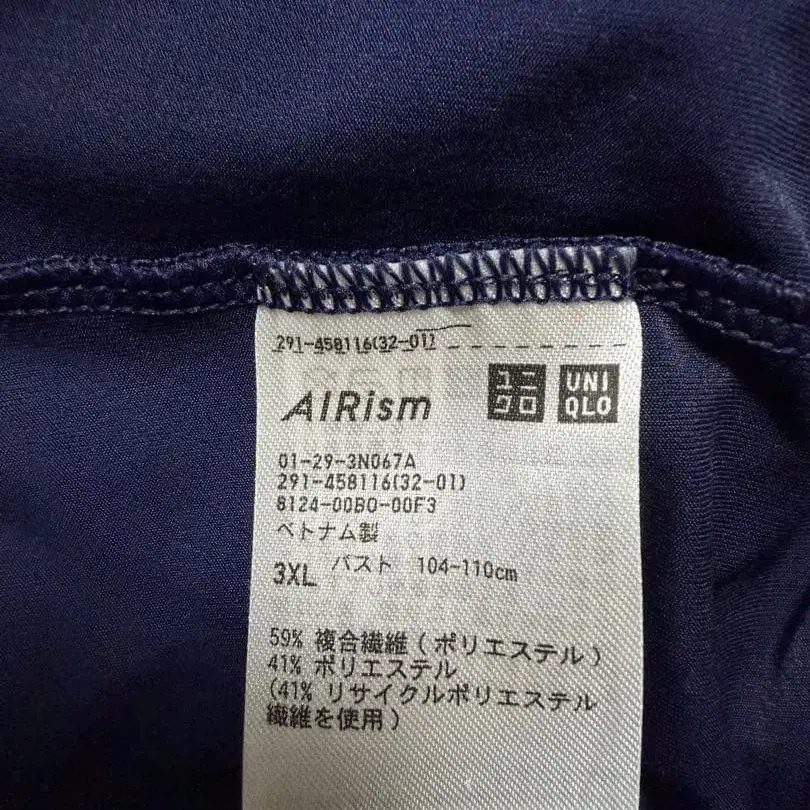 291-458116(32-01)
AIRism ユニクロ UNIQLO
01-29-3N067A
291-458116(32-01)
8124-00B0-00F3
ベトナム製
3XL バスト 104-110cm
59% 複合繊維(ポリエステル)
41% ポリエステル
(41% リサイクルポリエステル
繊維を使用)